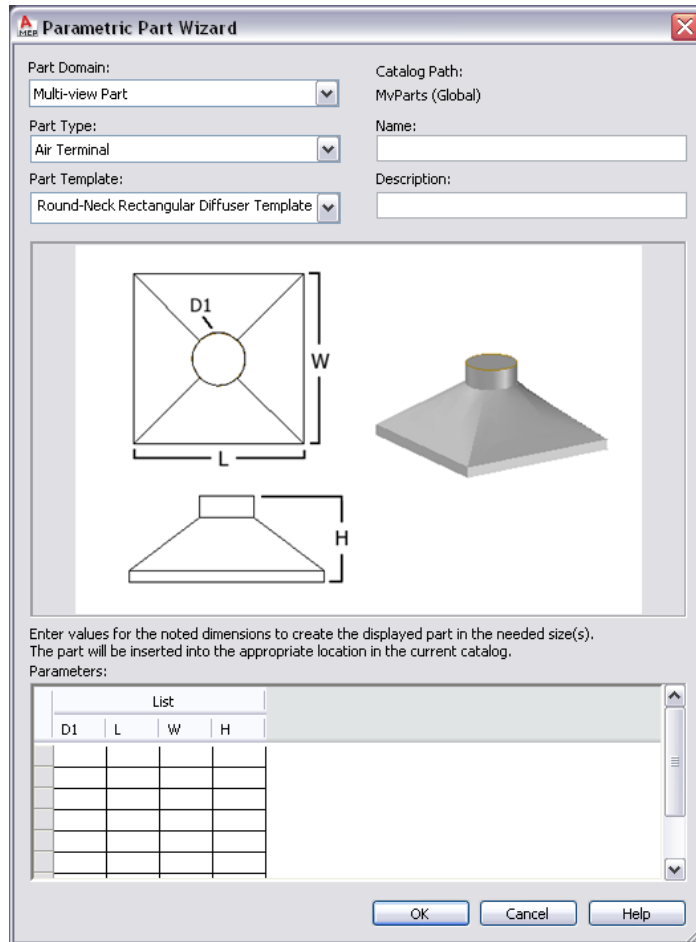 A
MEP
Parametric Part Wizard
Part Domain:
Multi-view Part
Catalog Path:
MvParts (Global)
Part Type:
Air Terminal
Name:
Part Template:
Round-Neck Rectangular Diffuser Template
Description:
D1
W
L
H
Enter values for the noted dimensions to create the displayed part in the needed size(s).
The part will be inserted into the appropriate location in the current catalog.
Parameters:
List
D1 L W H
OK Cancel Help